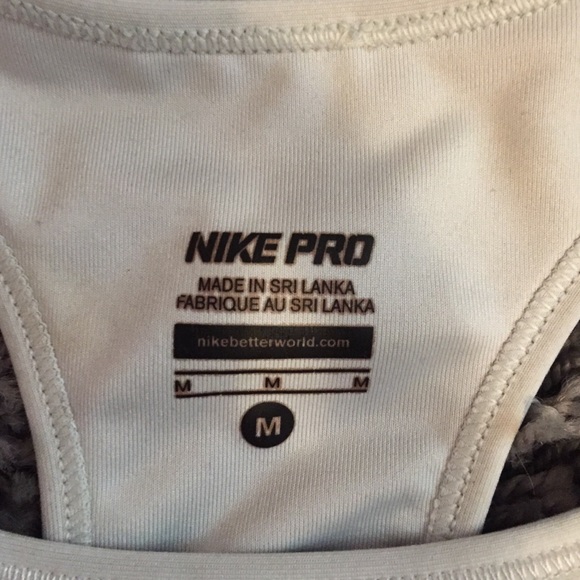 NIKE PRO
MADE IN SRI LANKA
FABRIQUE AU SRI LANKA
nikebetterworld.com
M M M
M